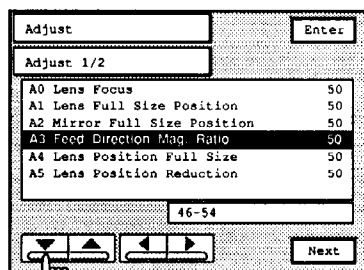 Adjust
Enter
Adjust 1/2
A0 Lens Focus 50
A1 Lens Full Size Position 50
A2 Mirror Full Size Position 50
A3 Feed Direction Mag. Ratio 50
A4 Lens Position Full Size 50
A5 Lens Position Reduction 50
46-54
Next